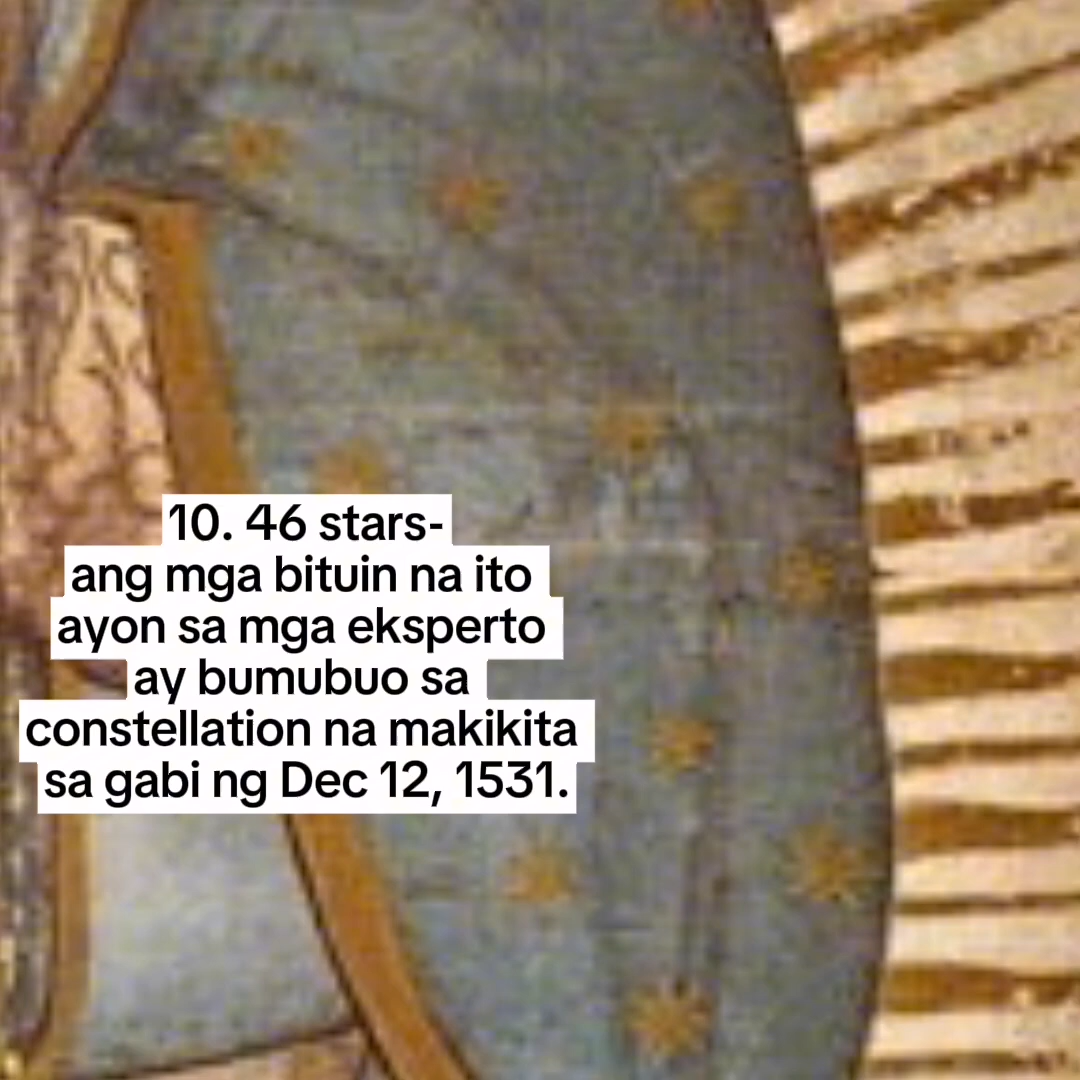 10. 46 stars-
ang mga bituin na ito
ayon sa mga eksperto
ay bumubuo sa
constellation na makikita
sa gabi ng Dec 12, 1531.